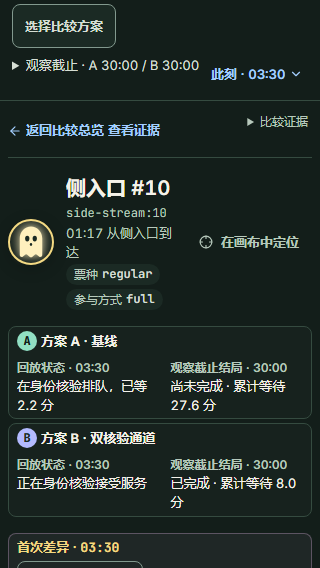 选择比较方案
▶ 观察截止 · A 30:00 / B 30:00
此刻 · 03:30
← 返回比较总览 查看证据
▶ 比较证据
侧入口 #10
side-stream:10
01:17 从侧入口到
达
票种 regular
参与方式 full
在画布中定位
A 方案 A · 基线
回放状态 · 03:30
在身份核验排队，已等
2.2 分
观察截止结局 · 30:00
尚未完成 · 累计等待
27.6 分
B 方案 B · 双核验通道
回放状态 · 03:30
正在身份核验接受服务
观察截止结局 · 30:00
已完成 · 累计等待 8.0
分
首次差异 · 03:30